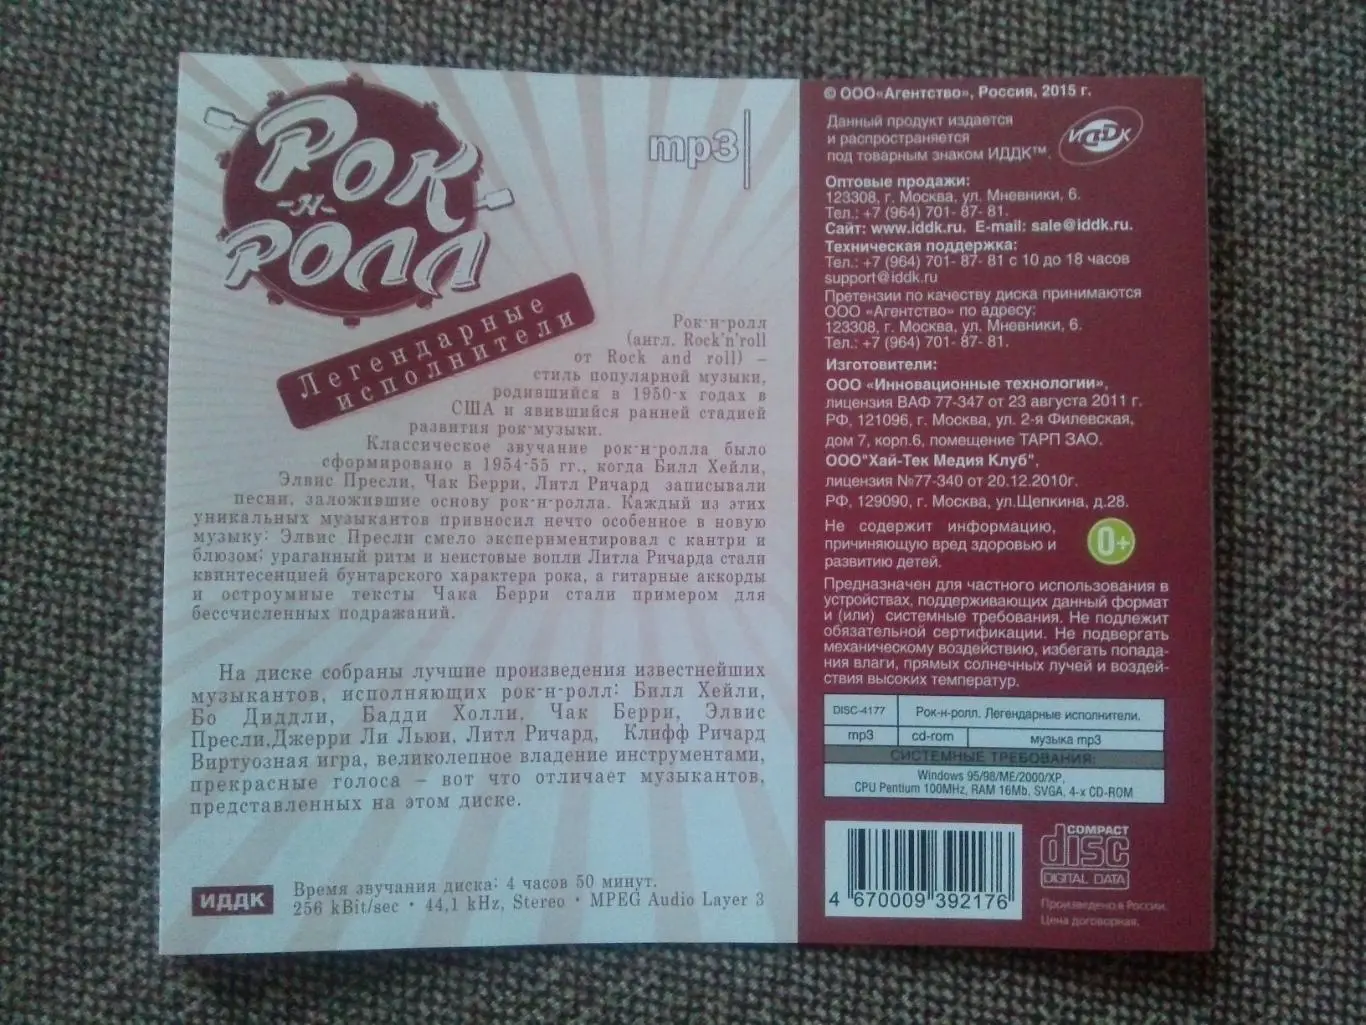 Рок
-н-
ролл
Легендарные
исполнители
mp3
Рок-н-ролл
(англ. Rock'n'roll
от Rock and roll) –
стиль популярной музыки,
родившийся в 1950-х годах в
США и явившийся ранней стадией
развития рок-музыки.
Классическое звучание рок-н-ролла было
сформировано в 1954-55 гг., когда Билл Хейли,
Элвис Пресли, Чак Берри, Литл Ричард записывали
песни, заложившие основу рок-н-ролла. Каждый из этих
уникальных музыкантов привносил нечто особенное в новую
музыку: Элвис Пресли смело экспериментировал с кантри и
блюзом; ураганный ритм и неистовые вопли Литла Ричарда стали
квинтесенцией бунтарского характера рока, а гитарные аккорды
и остроумные тексты Чака Берри стали примером для
бессчисленных подражаний.
На диске собраны лучшие произведения известнейших
музыкантов, исполняющих рок-н-ролл: Билл Хейли,
Бо Диддли, Бадди Холли, Чак Берри, Элвис
Пресли,Джерри Ли Льюи, Литл Ричард, Клифф Ричард
Виртуозная игра, великолепное владение инструментами,
прекрасные голоса – вот что отличает музыкантов,
представленных на этом диске.
ИДДК
Время звучания диска: 4 часов 50 минут.
256 kBit/sec • 44,1 kHz, Stereo • MPEG Audio Layer 3
© ООО«Агентство», Россия, 2015 г.
Данный продукт издается
и распространяется
под товарным знаком ИДДК™.
ИДДК
Оптовые продажи:
123308, г. Москва, ул. Мневники, 6.
Тел.: +7 (964) 701- 87- 81.
Сайт: www.iddk.ru. E-mail: sale@iddk.ru.
Техническая поддержка:
Тел.: +7 (964) 701- 87- 81 с 10 до 18 часов
support@iddk.ru
Претензии по качеству диска принимаются
ООО «Агентство» по адресу:
123308, г. Москва, ул. Мневники, 6.
Тел.: +7 (964) 701- 87- 81.
Изготовители:
ООО «Инновационные технологии»,
лицензия ВАФ 77-347 от 23 августа 2011 г.
РФ, 121096, г. Москва, ул. 2-я Филевская,
дом 7, корп.6, помещение ТАРП ЗАО.
ООО"Хай-Тек Медия Клуб",
лицензия №77-340 от 20.12.2010г.
РФ, 129090, г. Москва, ул.Щепкина, д.28.
Не содержит информацию,
причиняющую вред здоровью и
развитию детей.
0+
Предназначен для частного использования в
устройствах, поддерживающих данный формат
и (или) системные требования. Не подлежит
обязательной сертификации. Не подвергать
механическому воздействию, избегать попада-
ния влаги, прямых солнечных лучей и воздей-
ствия высоких температур.
DISC-4177 Рок-н-ролл. Легендарные исполнители.
mp3 cd-rom музыка mp3
СИСТЕМНЫЕ ТРЕБОВАНИЯ:
Windows 95/98/ME/2000/XP,
CPU Pentium 100MHz, RAM 16Mb, SVGA, 4-x CD-ROM
4 670009 392176
COMPACT
disc
DIGITAL DATA
Произведено в России.
Цена договорная.